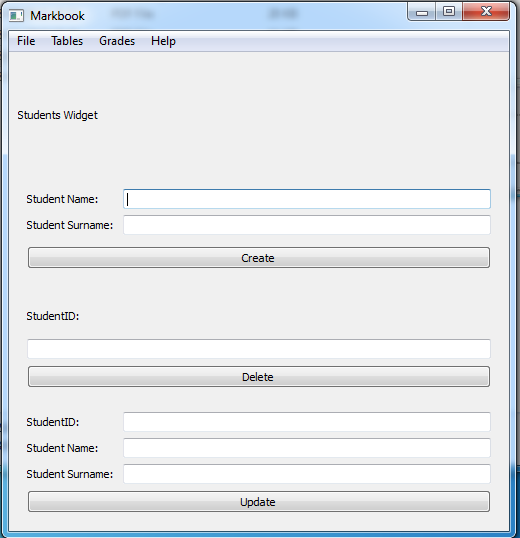 Markbook
File Tables Grades Help
Students Widget
Student Name:
Student Surname:
Create
StudentID:
Delete
StudentID:
Student Name:
Student Surname:
Update